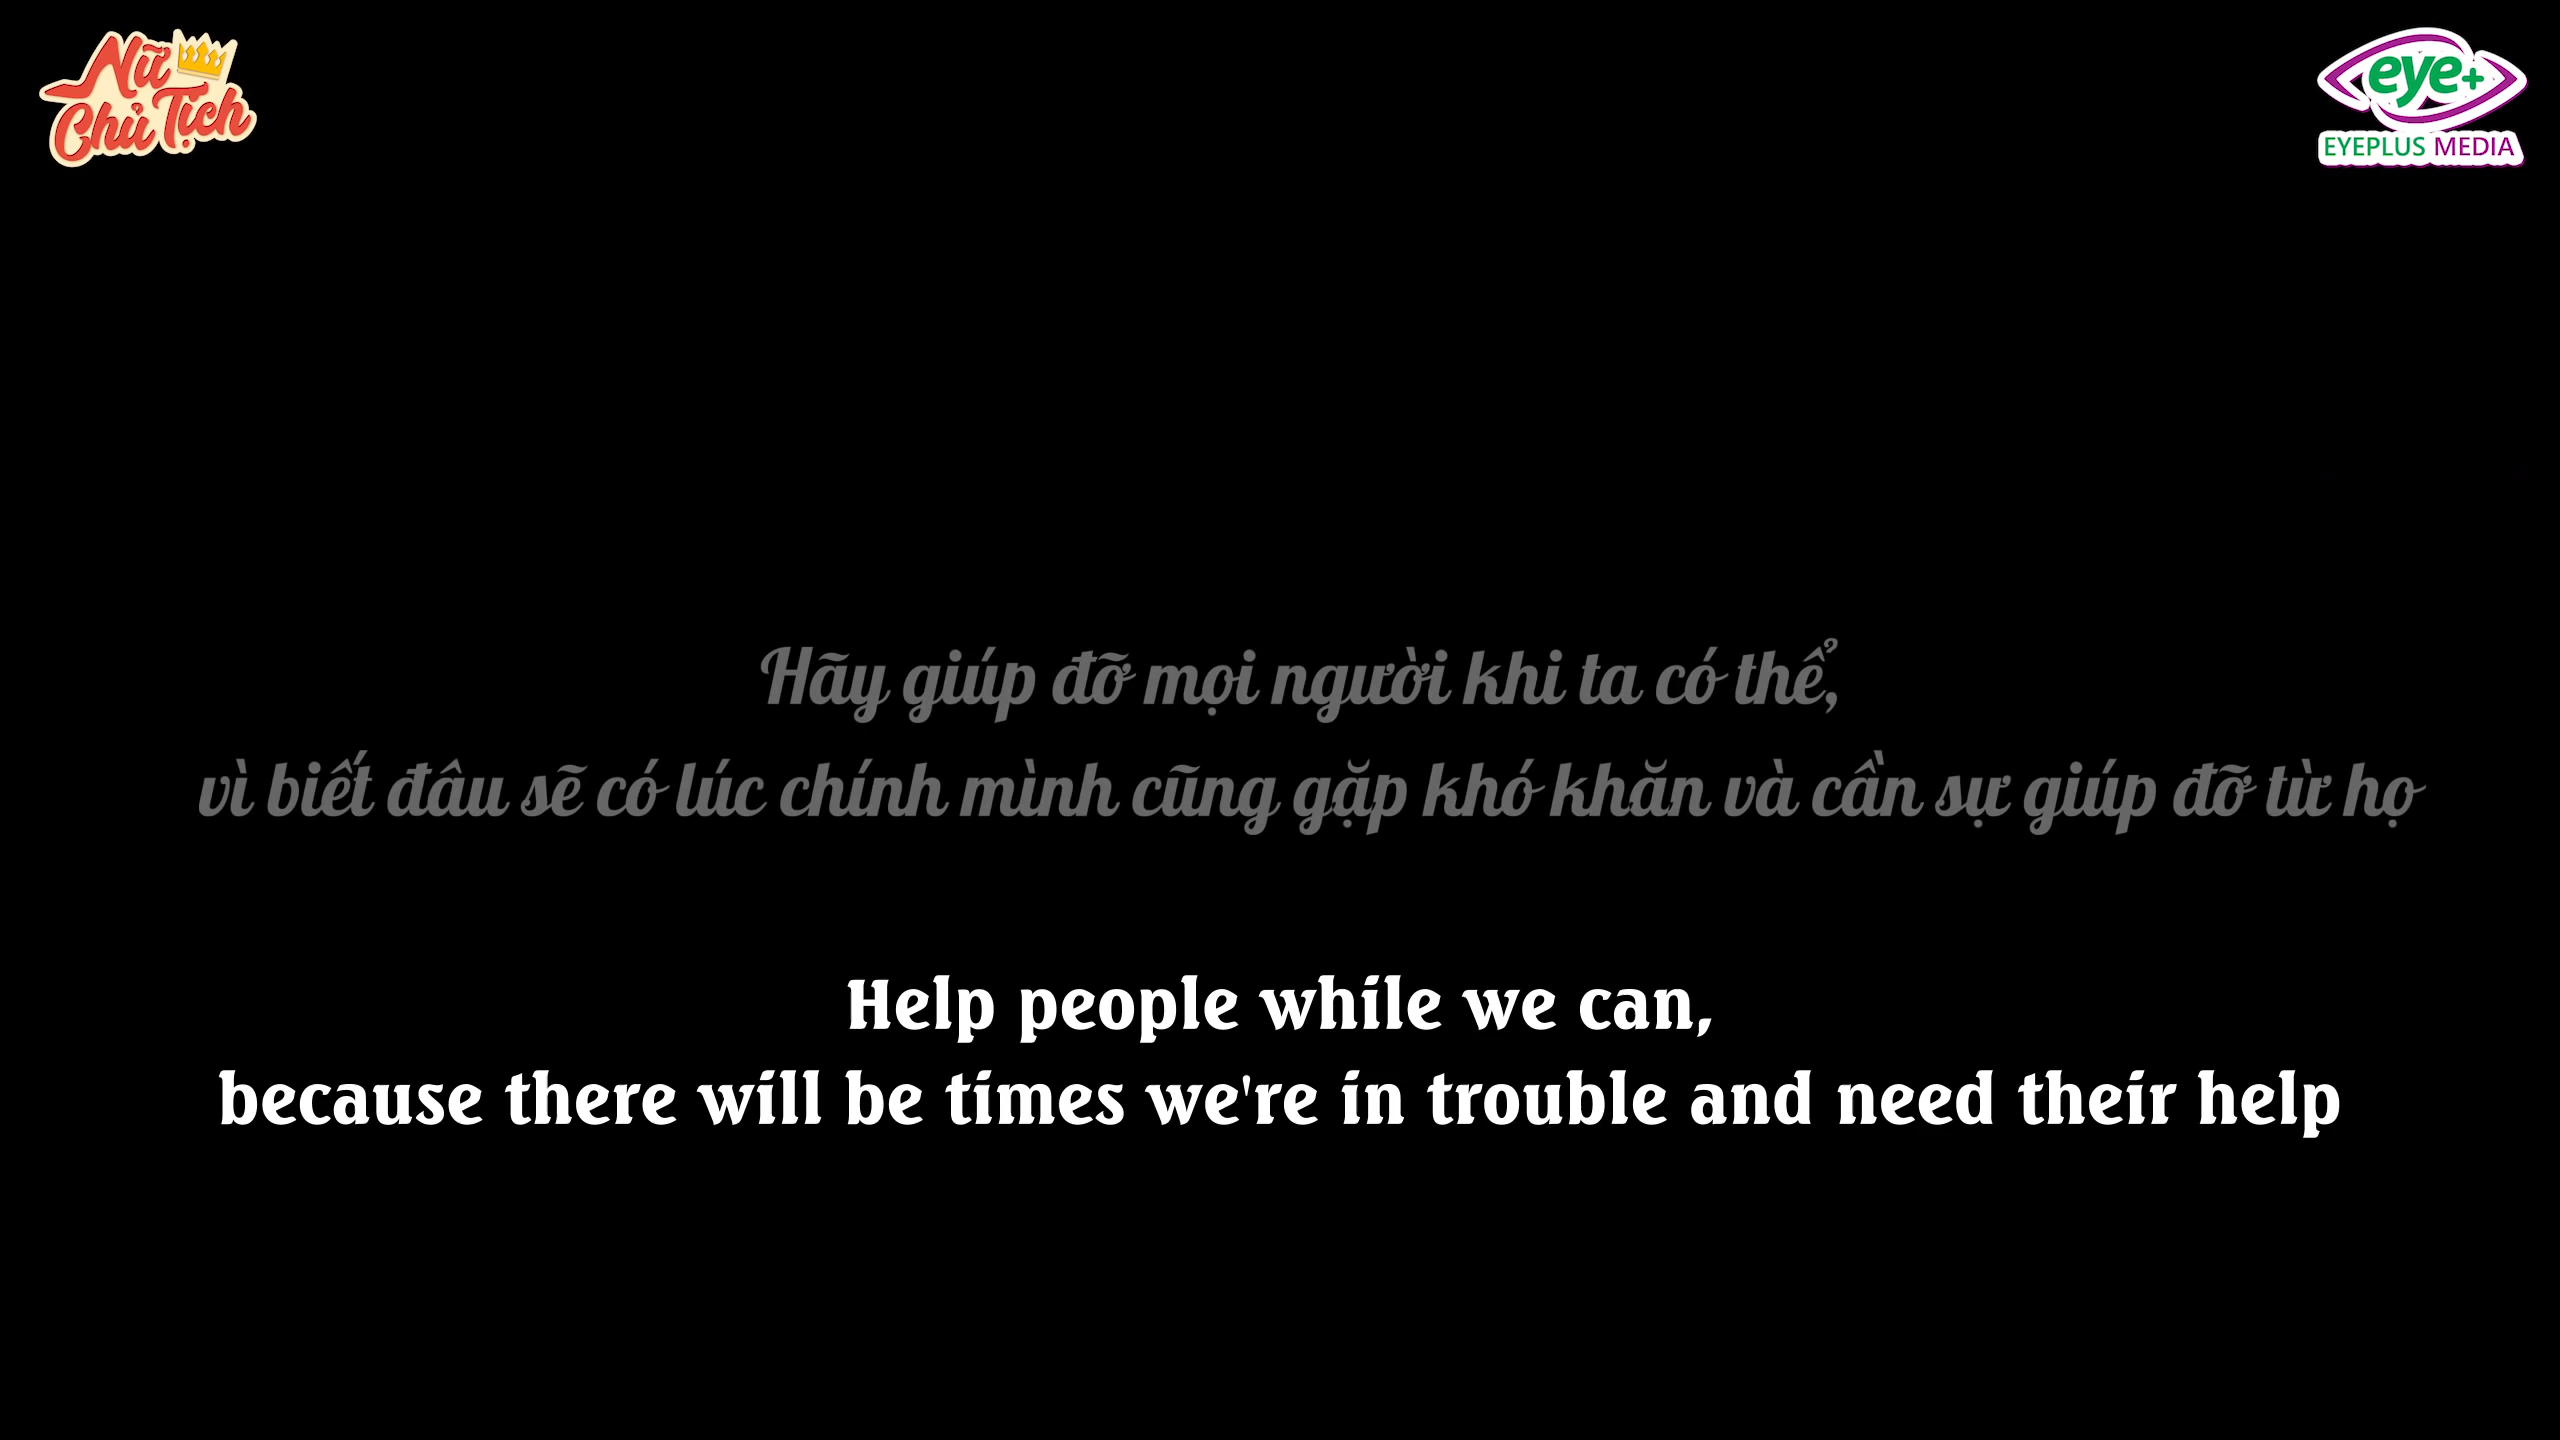 Nữ
Chủ Tịch
eye+
EYEPLUS MEDIA
Hãy giúp đỡ mọi người khi ta có thể,
vì biết đâu sẽ có lúc chính mình cũng gặp khó khăn và cần sự giúp đỡ từ họ
Help people while we can,
because there will be times we're in trouble and need their help